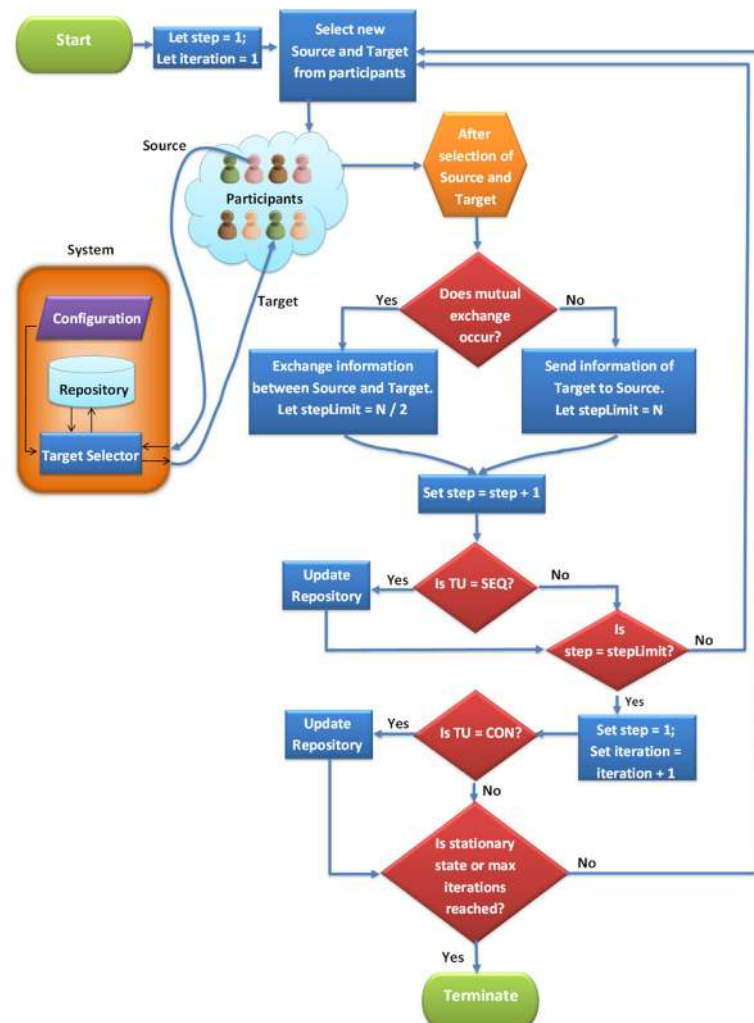 Start
Let step = 1;
Let iteration = 1
Select new
Source and Target
from participants
Source
Participants
After
selection of
Source and
Target
System
Target
Configuration
Repository
Target Selector
Yes
Does mutual
exchange
occur?
No
Exchange information
between Source and Target.
Let stepLimit = N / 2
Send information of
Target to Source.
Let stepLimit = N
Set step = step + 1
Update
Repository
Yes
Is TU = SEQ?
No
Is
step = stepLimit?
No
Yes
Update
Repository
Yes
Is TU = CON?
Set step = 1;
Set iteration =
iteration + 1
No
Is stationary
state or max
iterations
reached?
No
Yes
Terminate